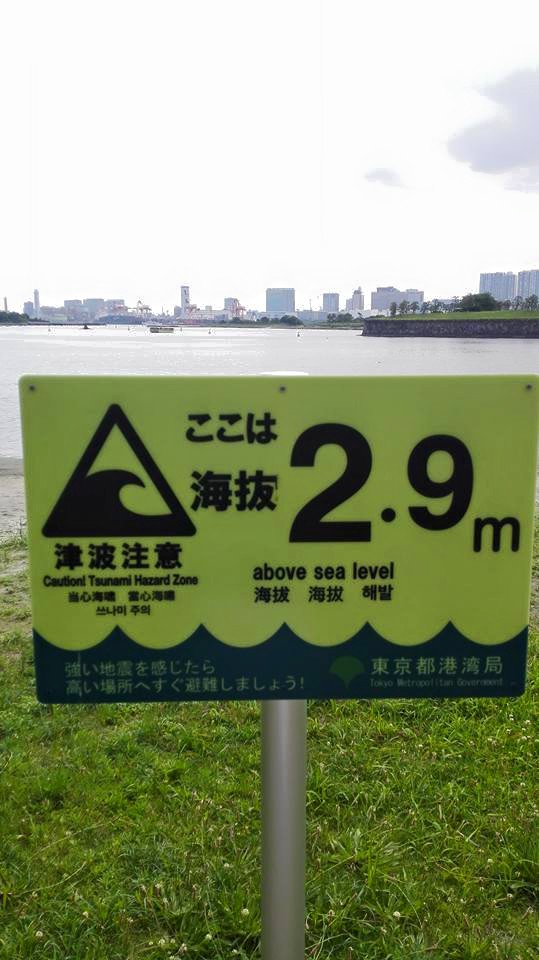 ここは
海抜 2.9m
津波注意
Caution! Tsunami Hazard Zone
当心海嘯 當心海嘯
쓰나미 주의
above sea level
海拔 海拔 해발
強い地震を感じたら
高い場所へすぐ避難しましょう!
東京都港湾局
Tokyo Metropolitan Government